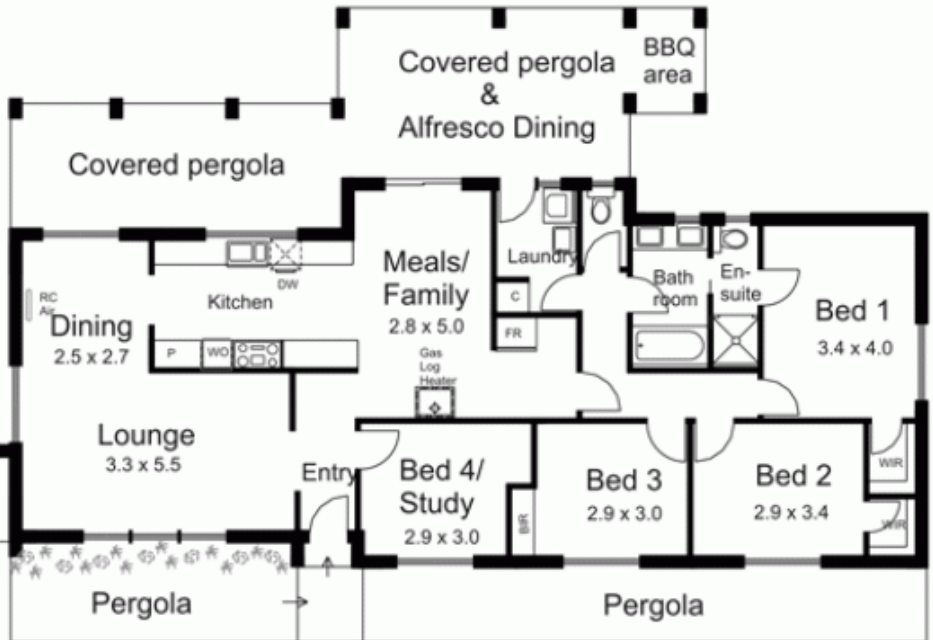 Covered pergola
&
Alfresco Dining
BBQ
area
Covered pergola
RC
Air
Dining
2.5 x 2.7
Kitchen
DW
P
WO
Meals/
Family
2.8 x 5.0
Gas
Log
Heater
Laundry
C
FR
Bath
room
En-
suite
Bed 1
3.4 x 4.0
Lounge
3.3 x 5.5
Entry
Bed 4/
Study
2.9 x 3.0
BIR
Bed 3
2.9 x 3.0
Bed 2
2.9 x 3.4
WIR
WIR
Pergola
Pergola